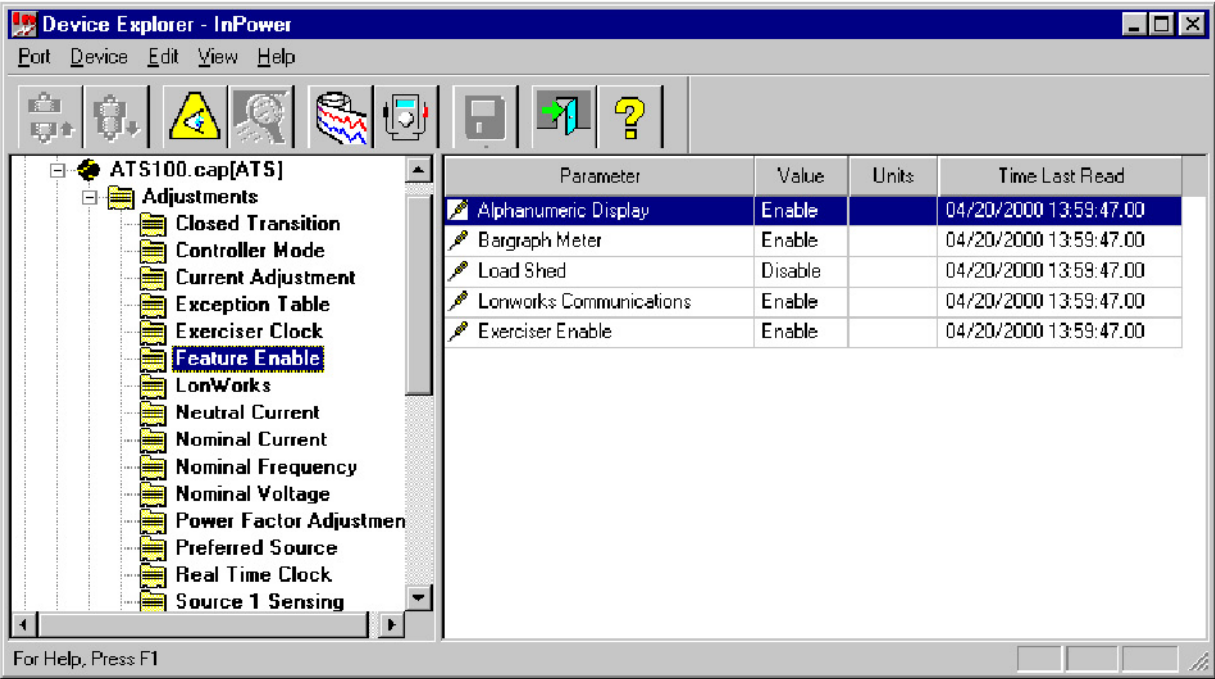 Device Explorer - InPower
Port Device Edit View Help
ATS100.cap[ATS]
Adjustments
Closed Transition
Controller Mode
Current Adjustment
Exception Table
Exerciser Clock
Feature Enable
LonWorks
Neutral Current
Nominal Current
Nominal Frequency
Nominal Voltage
Power Factor Adjustmen
Preferred Source
Real Time Clock
Source 1 Sensing
Parameter Value Units Time Last Read
Alphanumeric Display Enable 04/20/2000 13:59:47.00
Bargraph Meter Enable 04/20/2000 13:59:47.00
Load Shed Disable 04/20/2000 13:59:47.00
Lonworks Communications Enable 04/20/2000 13:59:47.00
Exerciser Enable Enable 04/20/2000 13:59:47.00
For Help, Press F1